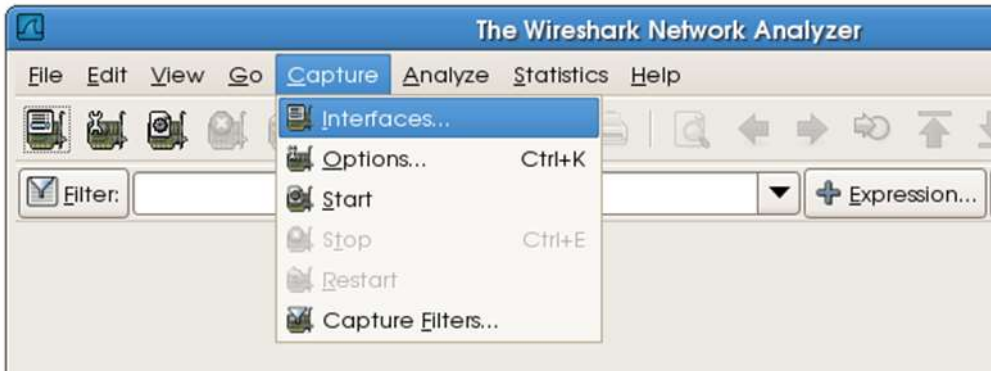 The Wireshark Network Analyzer
File Edit View Go Capture Analyze Statistics Help
Interfaces...
Options... Ctrl+K
Start
Stop Ctrl+E
Restart
Capture Filters...
Filter: Expression...